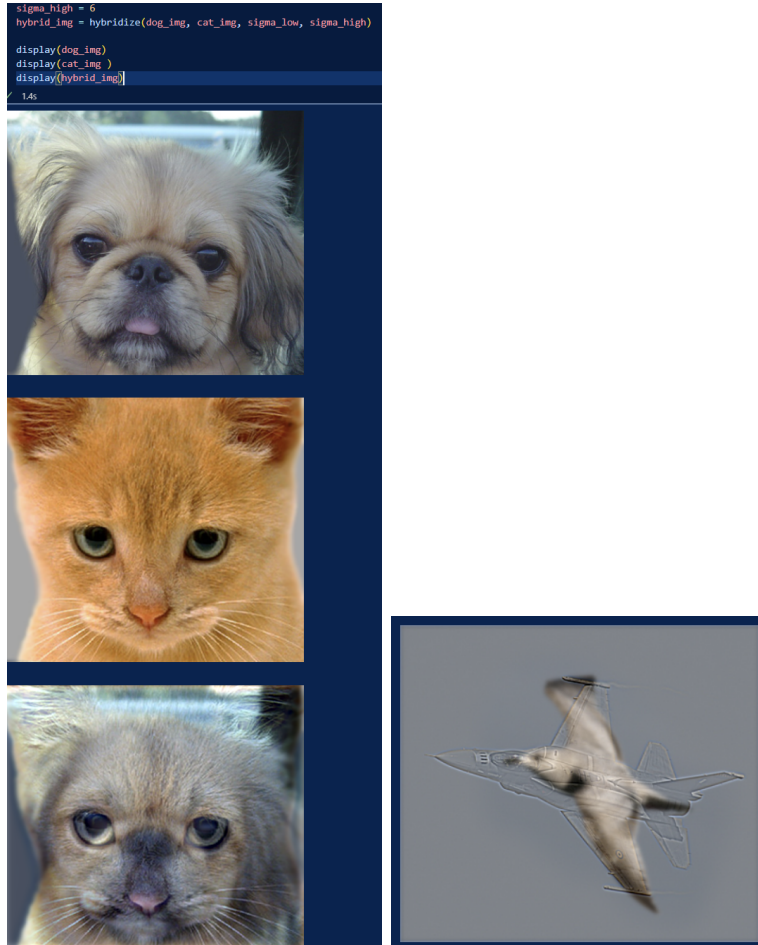 sigma_high = 6
hybrid_img = hybridize(dog_img, cat_img, sigma_low, sigma_high)
display(dog_img)
display(cat_img )
display(hybrid_img)
1.4s